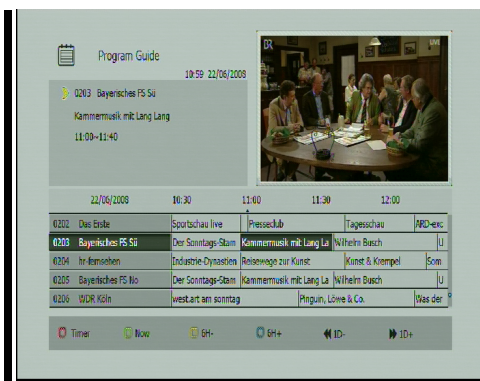 Program Guide
10:59 22/06/2008
BR
LIVE
0203 Bayerisches FS Sü
Kammermusik mit Lang Lang
11:00~11:40
22/06/2008 10:30 11:00 11:30 12:00
0202 Das Erste Sportschau live Presseclub Tagesschau ARD-exc
0203 Bayerisches FS Sü Der Sonntags-Stam Kammermusik mit Lang La Wilhelm Busch U
0204 hr-fernsehen Industrie-Dynastien Reisewege zur Kunst Kunst & Krempel Som
0205 Bayerisches FS No Der Sonntags-Stam Kammermusik mit Lang La Wilhelm Busch U
0206 WDR Köln west.art am sonntag Pinguin, Löwe & Co. Was der
Timer Now 6H- 6H+ 1D- 1D+